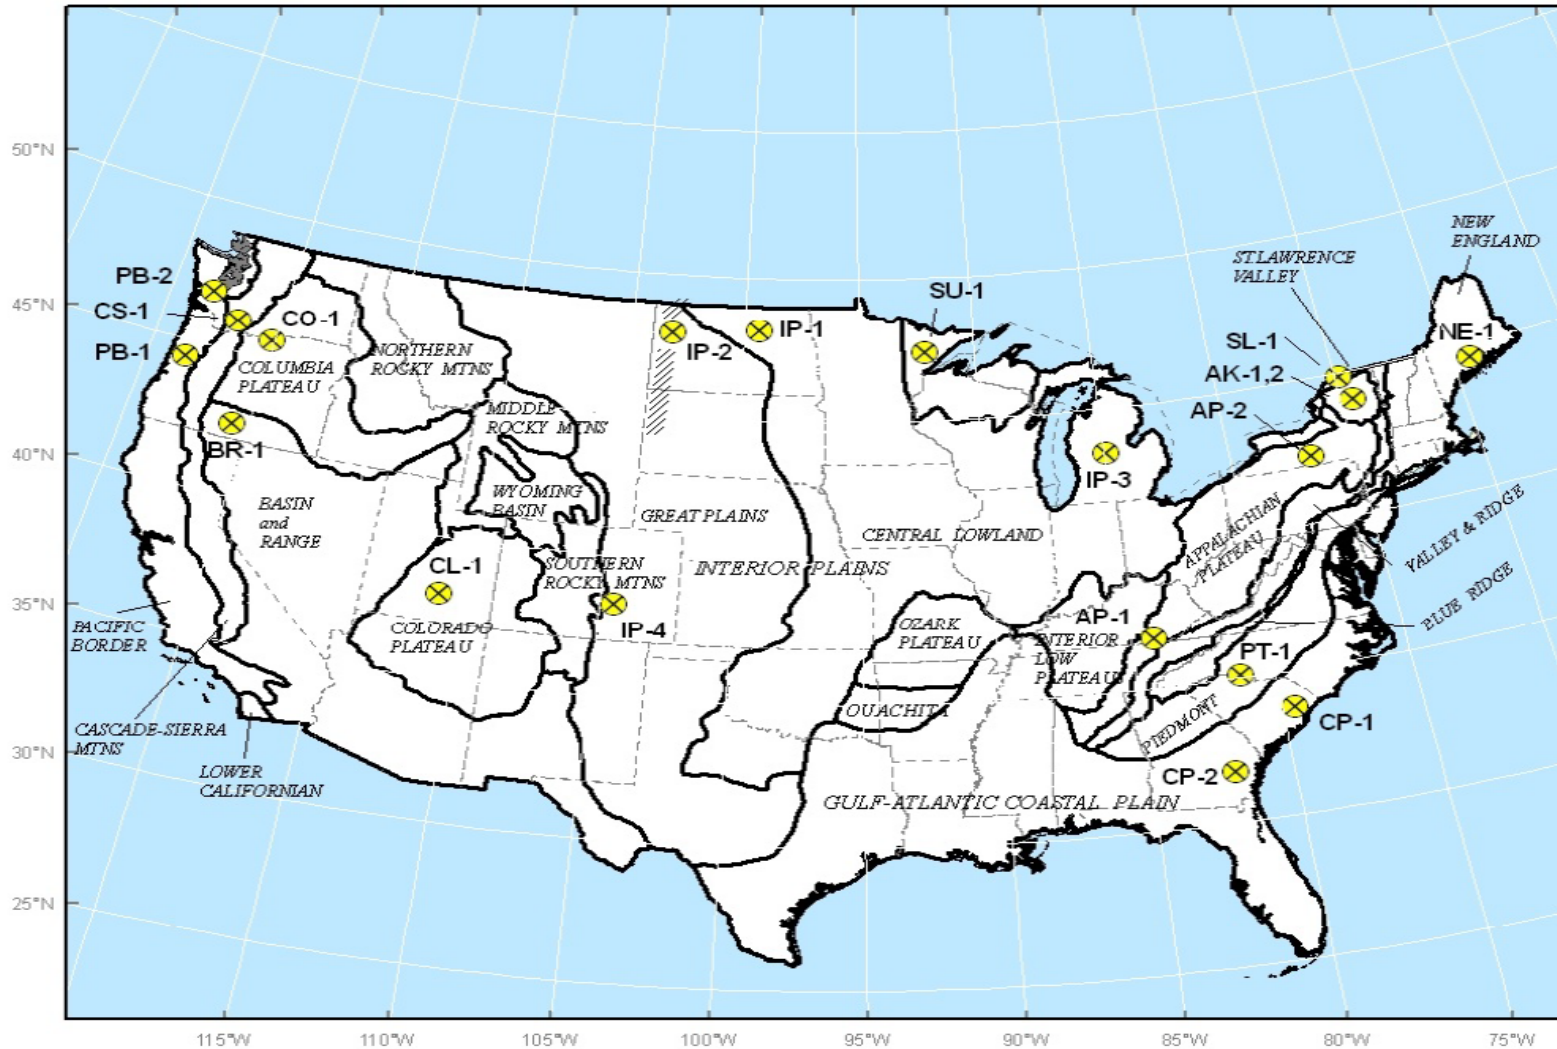 50°N
45°N
40°N
35°N
30°N
25°N
115°W
110°W
105°W
100°W
95°W
90°W
85°W
80°W
75°W
PB-2
CS-1
PB-1
CO-1
COLUMBIA
PLATEAU
NORTHERN
ROCKY MTNS
BR-1
MIDDLE
ROCKY MTNS
BASIN
and
RANGE
WYOMING
BASIN
CL-1
COLORADO
PLATEAU
SOUTHERN
ROCKY MTNS
IP-4
PACIFIC
BORDER
CASCADE-SIERRA
MTNS
LOWER
CALIFORNIAN
IP-2
IP-1
GREAT PLAINS
INTERIOR PLAINS
CENTRAL LOWLAND
SU-1
IP-3
OZARK
PLATEAU
OUACHITA
INTERIOR
LOW
PLATEAUS
AP-1
APPALACHIAN
PLATEAU
PT-1
PIEDMONT
CP-1
CP-2
GULF-ATLANTIC COASTAL PLAIN
VALLEY & RIDGE
BLUE RIDGE
AP-2
AK-1,2
SL-1
ST.LAWRENCE
VALLEY
NEW
ENGLAND
NE-1